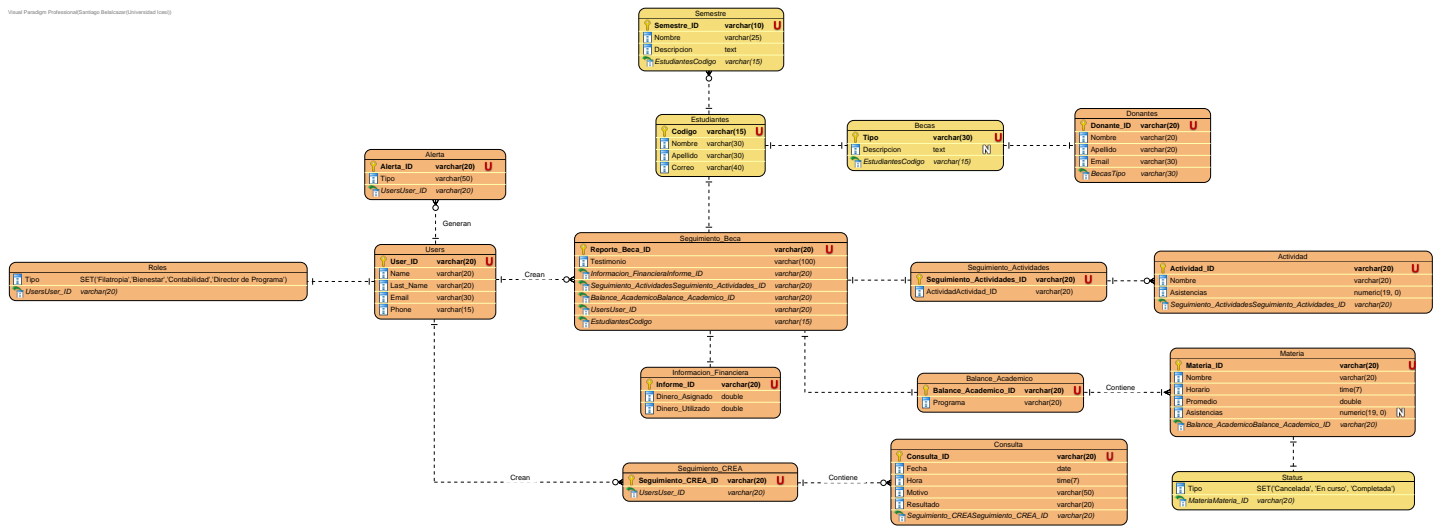 Visual Paradigm Professional(Santiago Belalcazar(Universidad Icesi))
Semestre
Semestre_ID varchar(10) U
Nombre varchar(25)
Descripcion text
EstudiantesCodigo varchar(15)
Estudiantes
Codigo varchar(15) U
Nombre varchar(30)
Apellido varchar(30)
Correo varchar(40)
Becas
Tipo varchar(30) U
Descripcion text N
EstudiantesCodigo varchar(15)
Donantes
Donante_ID varchar(20) U
Nombre varchar(20)
Apellido varchar(20)
Email varchar(30)
BecasTipo varchar(30)
Alerta
Alerta_ID varchar(20) U
Tipo varchar(50)
UsersUser_ID varchar(20)
Generan
Roles
Tipo SET('Filatropia','Bienestar','Contabilidad','Director de Programa')
UsersUser_ID varchar(20)
Users
User_ID varchar(20) U
Name varchar(20)
Last_Name varchar(20)
Email varchar(30)
Phone varchar(15)
Crean
Seguimiento_Beca
Reporte_Beca_ID varchar(20) U
Testimonio varchar(100)
Informacion_FinancieraInforme_ID varchar(20)
Seguimiento_ActividadesSeguimiento_Actividades_ID varchar(20)
Balance_AcademicoBalance_Academico_ID varchar(20)
UsersUser_ID varchar(20)
EstudiantesCodigo varchar(15)
Seguimiento_Actividades
Seguimiento_Actividades_ID varchar(20) U
ActividadActividad_ID varchar(20)
Actividad
Actividad_ID varchar(20) U
Nombre varchar(20)
Asistencias numeric(19, 0)
Seguimiento_ActividadesSeguimiento_Actividades_ID varchar(20)
Informacion_Financiera
Informe_ID varchar(20) U
Dinero_Asignado double
Dinero_Utilizado double
Balance_Academico
Balance_Academico_ID varchar(20) U
Programa varchar(20)
Contiene
Materia
Materia_ID varchar(20) U
Nombre varchar(20)
Horario time(7)
Promedio double
Asistencias numeric(19, 0) N
Balance_AcademicoBalance_Academico_ID varchar(20)
Crean
Seguimiento_CREA
Seguimiento_CREA_ID varchar(20) U
UsersUser_ID varchar(20)
Contiene
Consulta
Consulta_ID varchar(20) U
Fecha date
Hora time(7)
Motivo varchar(50)
Resultado varchar(20)
Seguimiento_CREASeguimiento_CREA_ID varchar(20)
Status
Tipo SET('Cancelada', 'En curso', 'Completada')
MateriaMateria_ID varchar(20)